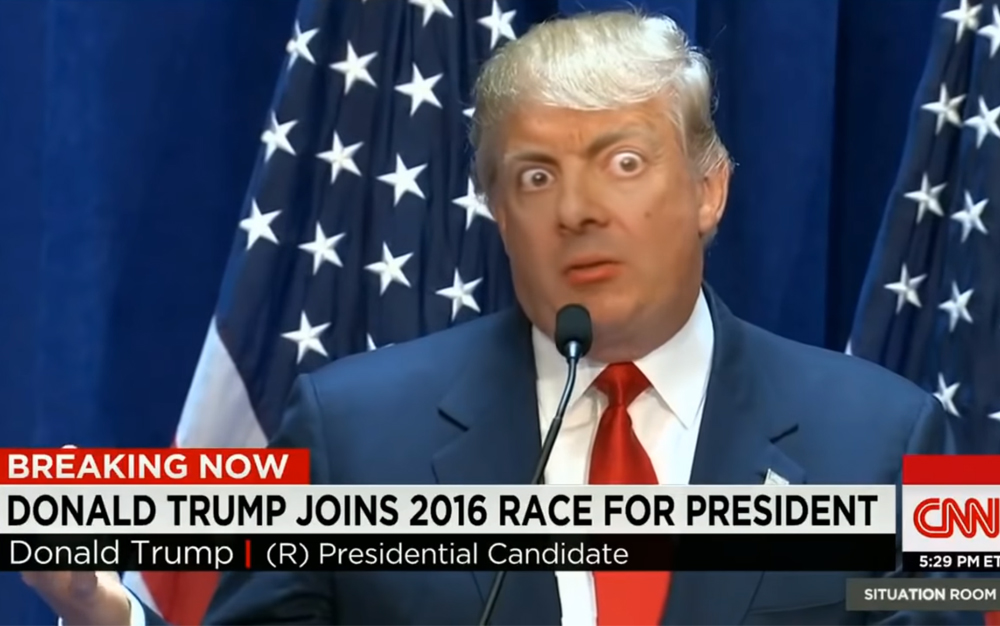 BREAKING NOW
DONALD TRUMP JOINS 2016 RACE FOR PRESIDENT
Donald Trump | (R) Presidential Candidate
CNN
5:29 PM ET
SITUATION ROOM